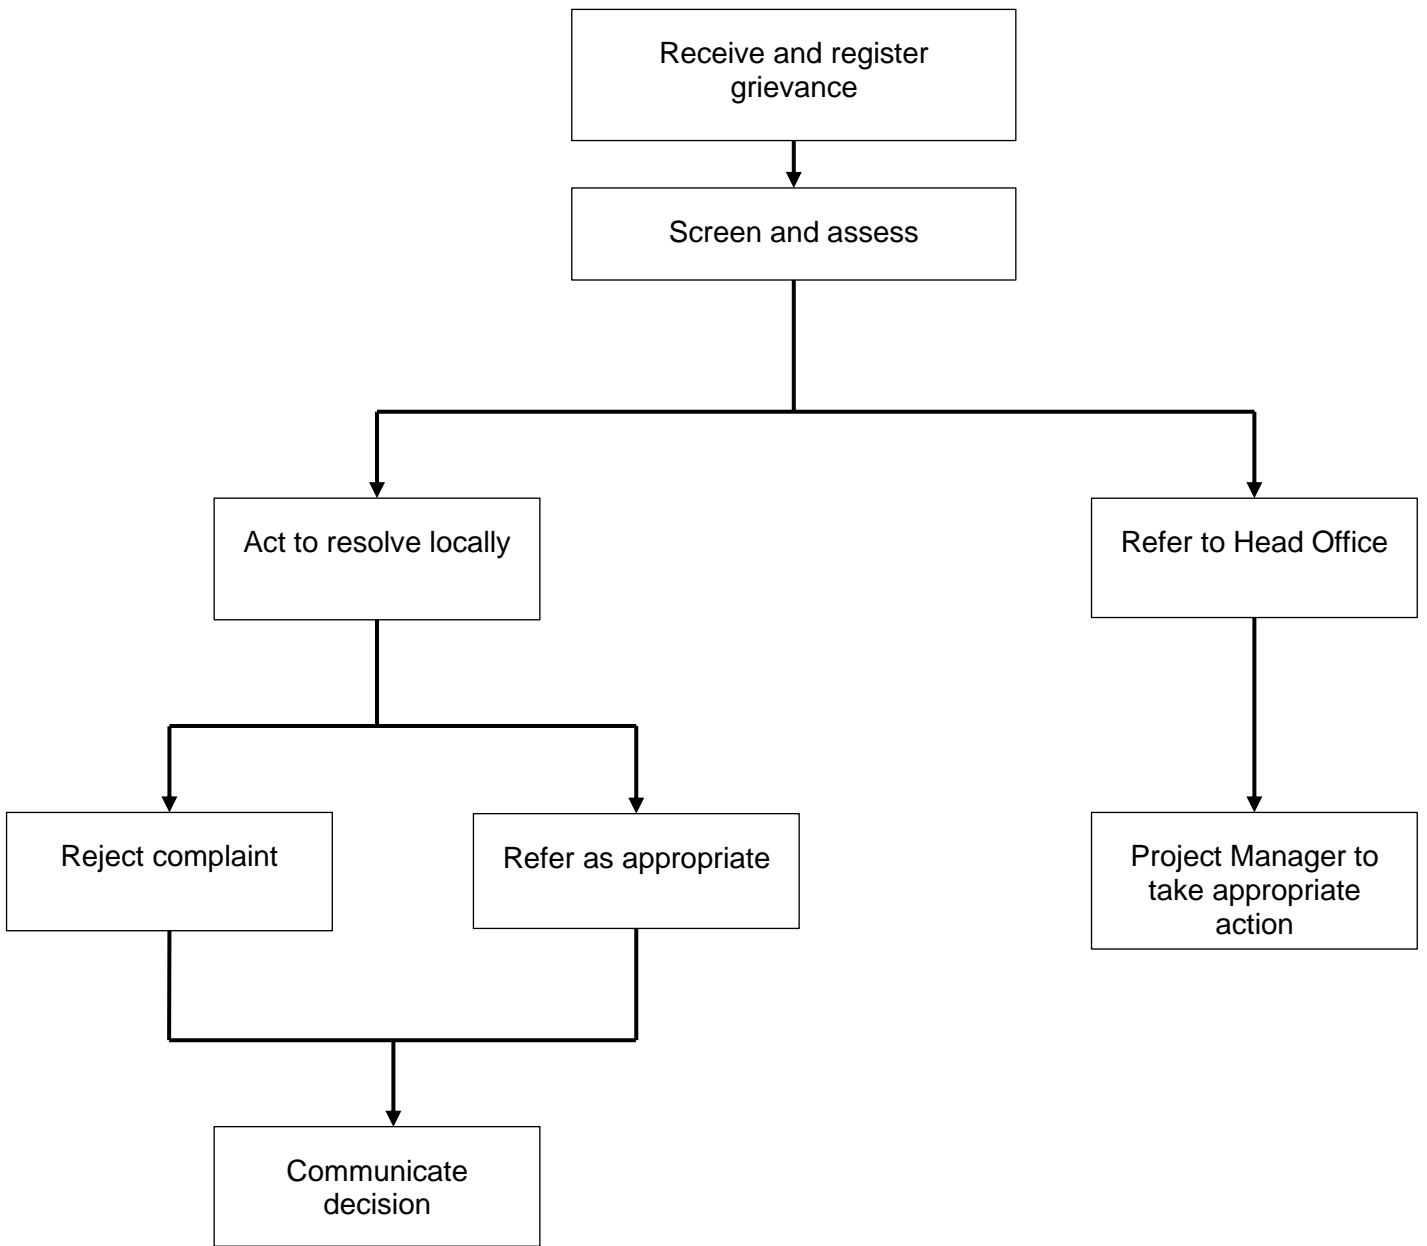 Receive and register
grievance
Screen and assess
Act to resolve locally
Refer to Head Office
Reject complaint
Refer as appropriate
Project Manager to
take appropriate
action
Communicate
decision